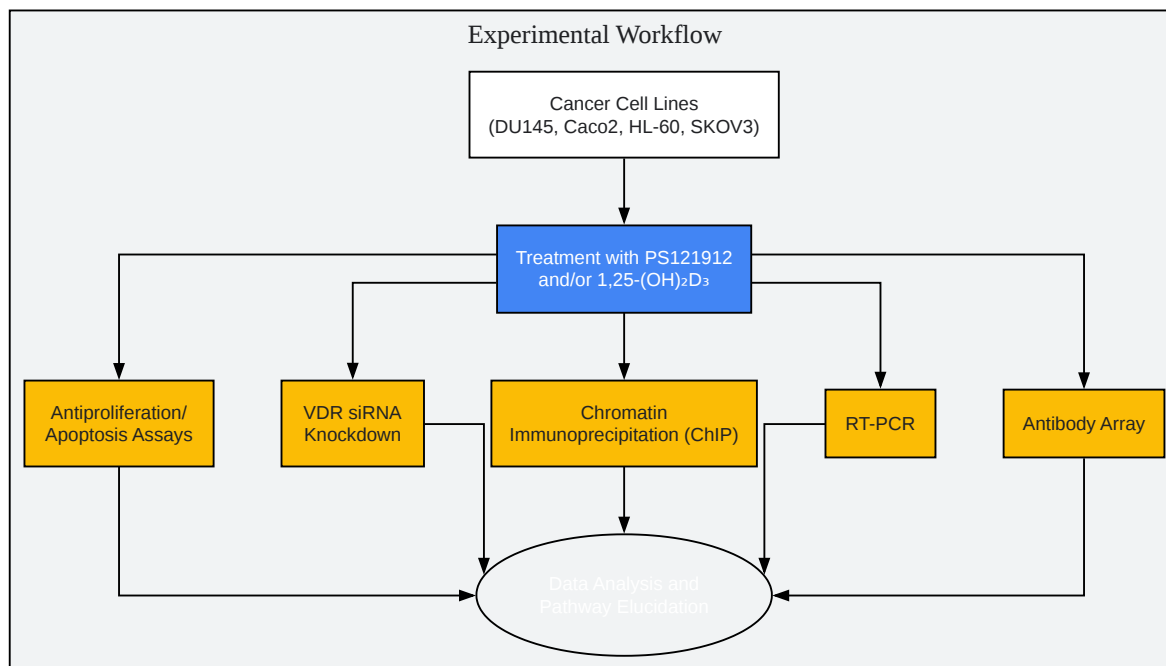 Experimental Workflow
Cancer Cell Lines
(DU145, Caco2, HL-60, SKOV3)
Treatment with PS121912
and/or 1,25-(OH)₂D₃
Antiproliferation/
Apoptosis Assays
VDR siRNA
Knockdown
Chromatin
Immunoprecipitation (ChIP)
RT-PCR
Antibody Array
Data Analysis and
Pathway Elucidation